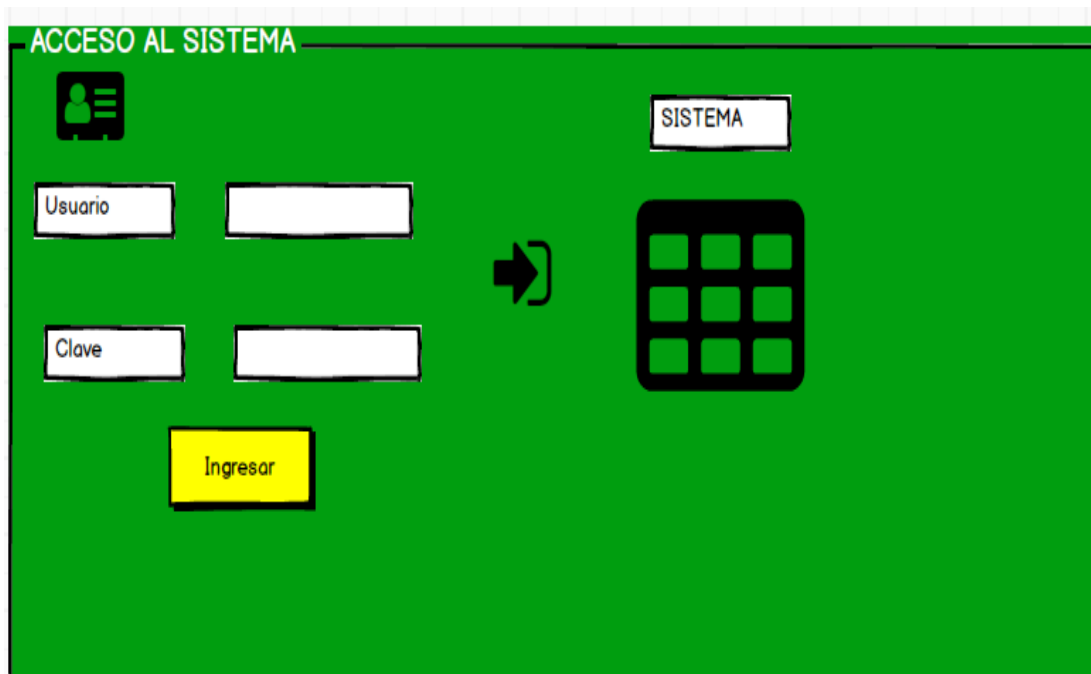 ACCESO AL SISTEMA
SISTEMA
Usuario
Clave
Ingresar